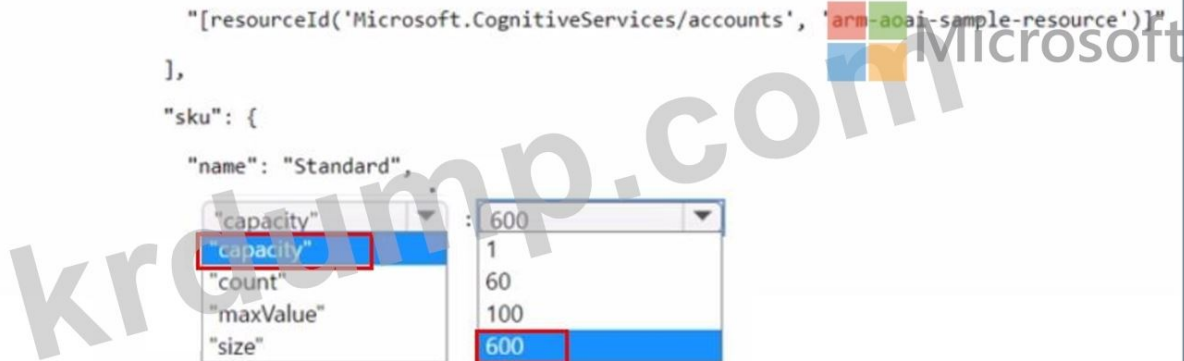 "[resourceId('Microsoft.CognitiveServices/accounts', 'arm-aoai-sample-resource')]"
Microsoft
],
"sku": {
"name": "Standard",
"capacity" : 600
"capacity" 1
"count" 60
"maxValue" 100
"size" 600
krdump.com